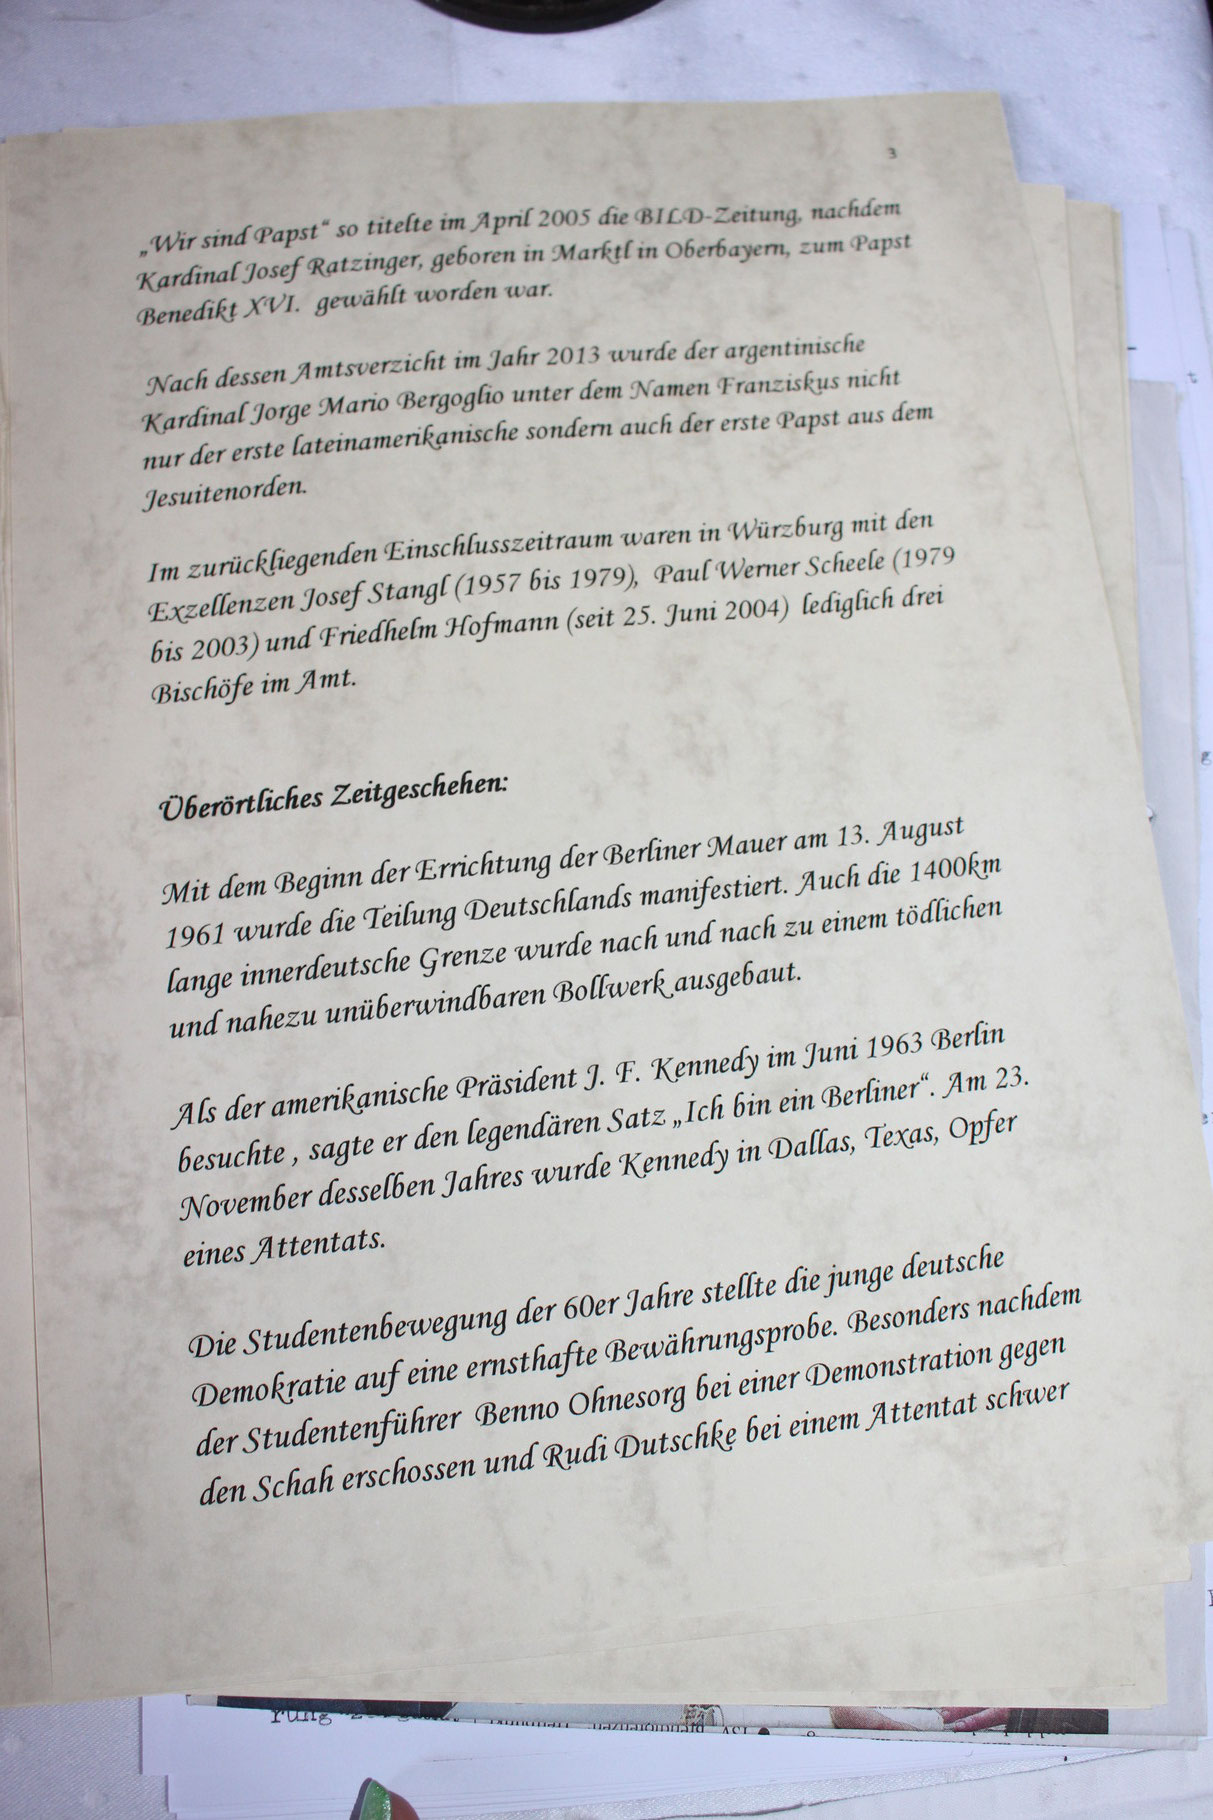 3
„Wir sind Papst“ so titelte im April 2005 die BILD-Zeitung, nachdem
Kardinal Josef Ratzinger, geboren in Marktl in Oberbayern, zum Papst
Benedikt XVI. gewählt worden war.
Nach dessen Amtsverzicht im Jahr 2013 wurde der argentinische
Kardinal Jorge Mario Bergoglio unter dem Namen Franziskus nicht
nur der erste lateinamerikanische sondern auch der erste Papst aus dem
Jesuitenorden.
Im zurückliegenden Einschlusszeitraum waren in Würzburg mit den
Exzellenzen Josef Stangl (1957 bis 1979), Paul Werner Scheele (1979
bis 2003) und Friedhelm Hofmann (seit 25. Juni 2004) lediglich drei
Bischöfe im Amt.
Überörtliches Zeitgeschehen:
Mit dem Beginn der Errichtung der Berliner Mauer am 13. August
1961 wurde die Teilung Deutschlands manifestiert. Auch die 1400km
lange innerdeutsche Grenze wurde nach und nach zu einem tödlichen
und nahezu unüberwindbaren Bollwerk ausgebaut.
Als der amerikanische Präsident J. F. Kennedy im Juni 1963 Berlin
besuchte , sagte er den legendären Satz „Ich bin ein Berliner“. Am 23.
November desselben Jahres wurde Kennedy in Dallas, Texas, Opfer
eines Attentats.
Die Studentenbewegung der 60er Jahre stellte die junge deutsche
Demokratie auf eine ernsthafte Bewährungsprobe. Besonders nachdem
der Studentenführer Benno Ohnesorg bei einer Demonstration gegen
den Schah erschossen und Rudi Dutschke bei einem Attentat schwer
rung